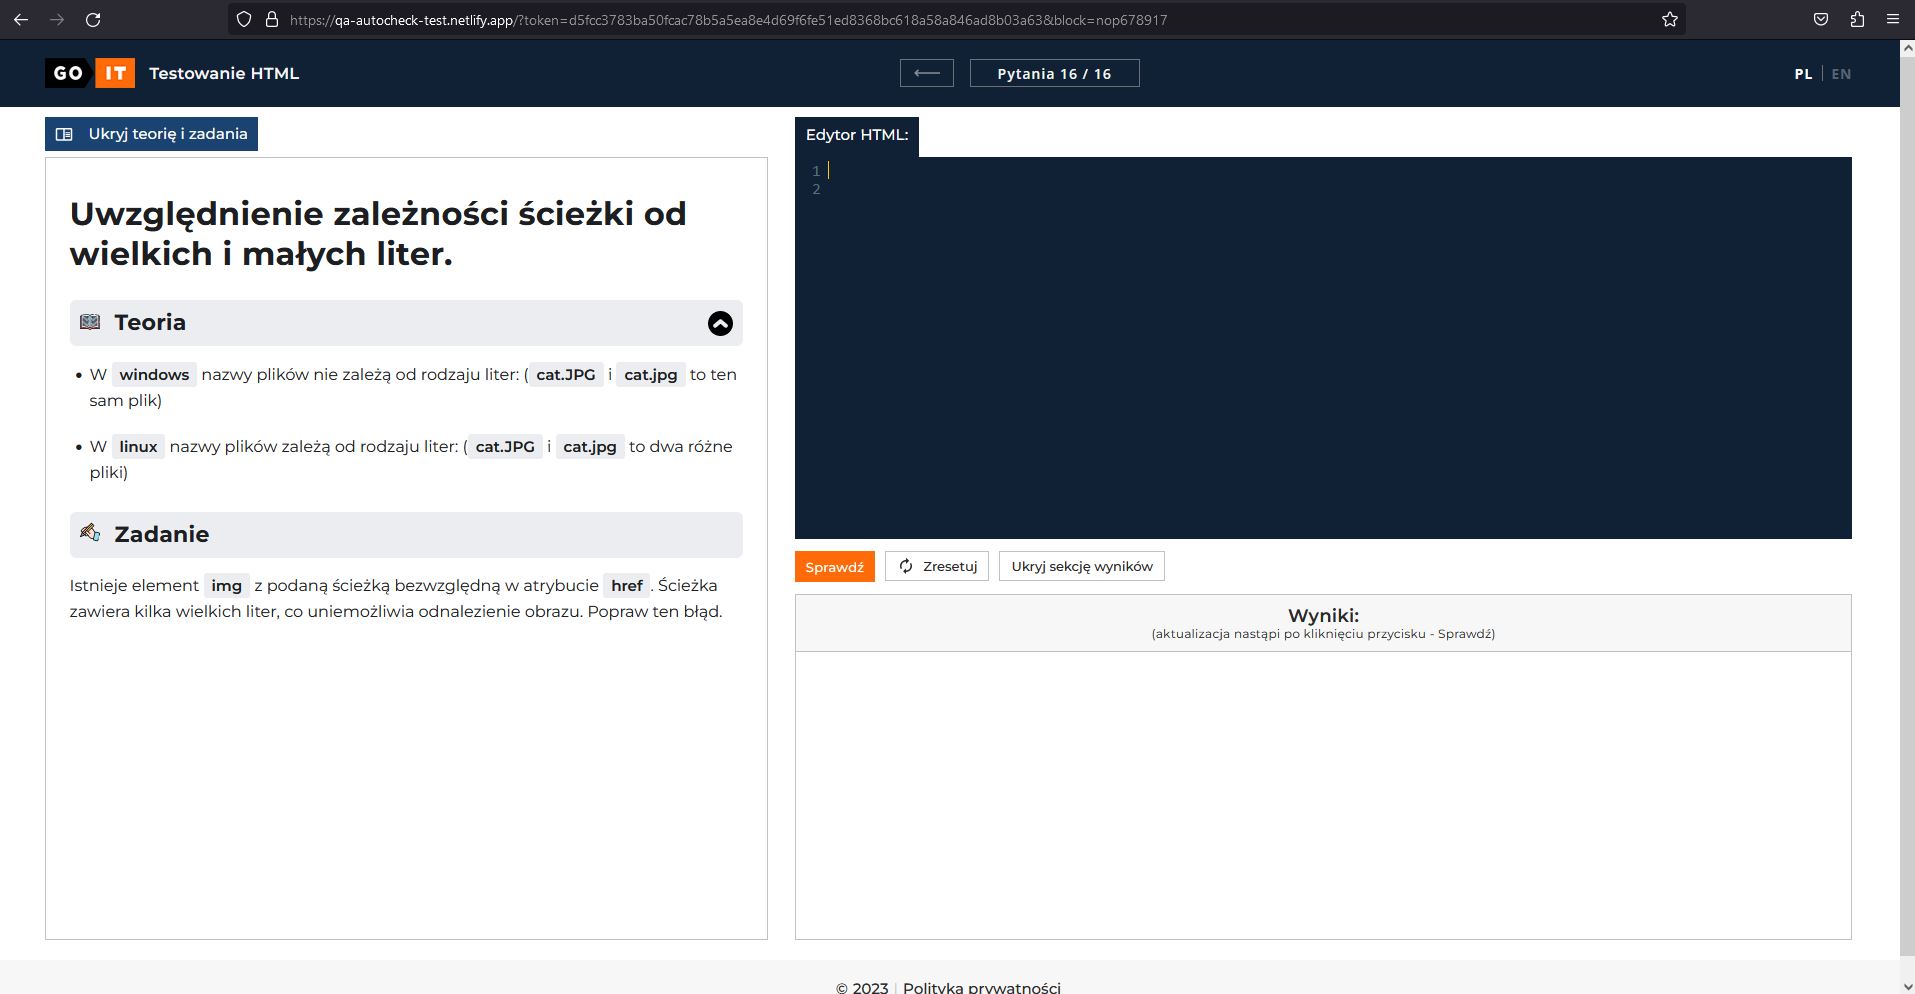 https://qa-autocheck-test.netlify.app/?token=d5fcc3783ba50fcac78b5a5ea8e4d69f6fe51ed8368bc618a58a846ad8b03a63&block=nop678917
GO IT Testowanie HTML
Pytania 16 / 16
PL | EN
Ukryj teorię i zadania
Uwzględnienie zależności ścieżki od
wielkich i małych liter.
Teoria
• W windows nazwy plików nie zależą od rodzaju liter: ( cat.JPG i cat.jpg to ten
sam plik)
• W linux nazwy plików zależą od rodzaju liter: ( cat.JPG i cat.jpg to dwa różne
pliki)
Zadanie
Istnieje element img z podaną ścieżką bezwzględną w atrybucie href . Ścieżka
zawiera kilka wielkich liter, co uniemożliwia odnalezienie obrazu. Popraw ten błąd.
Edytor HTML:
1
2
Sprawdź
Zresetuj
Ukryj sekcję wyników
Wyniki:
(aktualizacja nastąpi po kliknięciu przycisku - Sprawdź)
© 2023 | Polityka prywatności